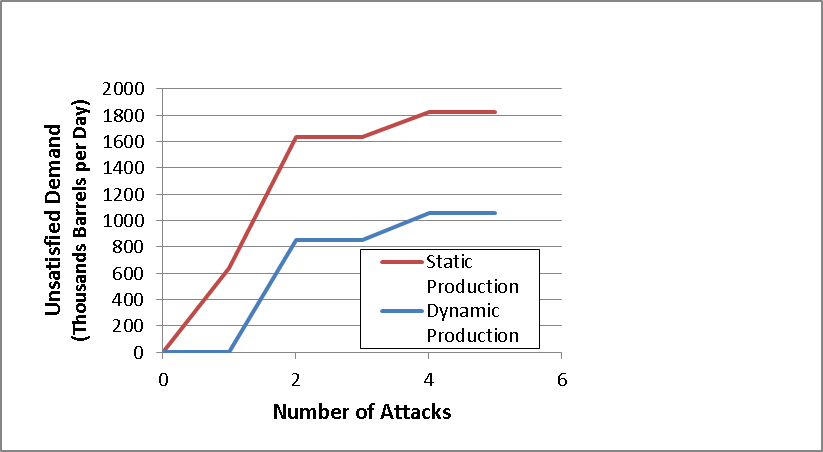 2000
1800
1600
1400
1200
1000
800
600
400
200
0
Unsatisfied Demand
(Thousands Barrels per Day)
Static
Production
Dynamic
Production
0 2 4 6
Number of Attacks